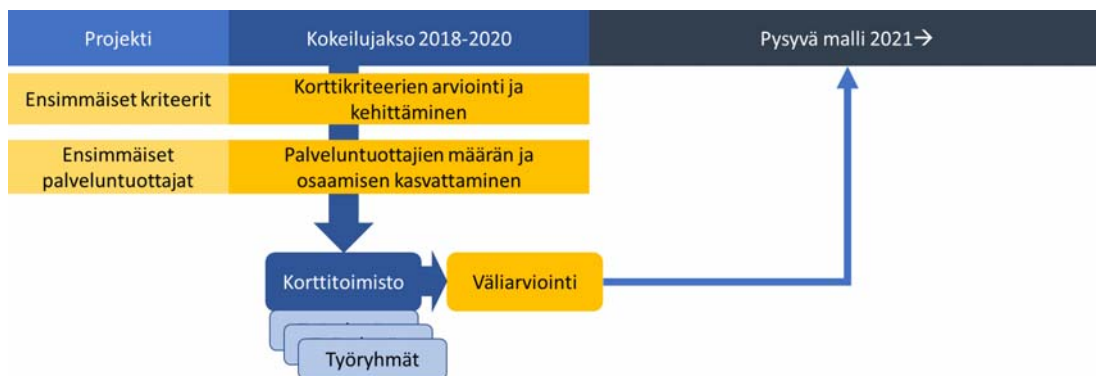 Projekti
Kokeilujakso 2018-2020
Pysyvä malli 2021→
Ensimmäiset kriteerit
Korttikriteerien arviointi ja
kehittäminen
Ensimmäiset
palveluntuottajat
Palveluntuottajien määrän ja
osaamisen kasvattaminen
Korttitoimisto
Väliarviointi
Työryhmät